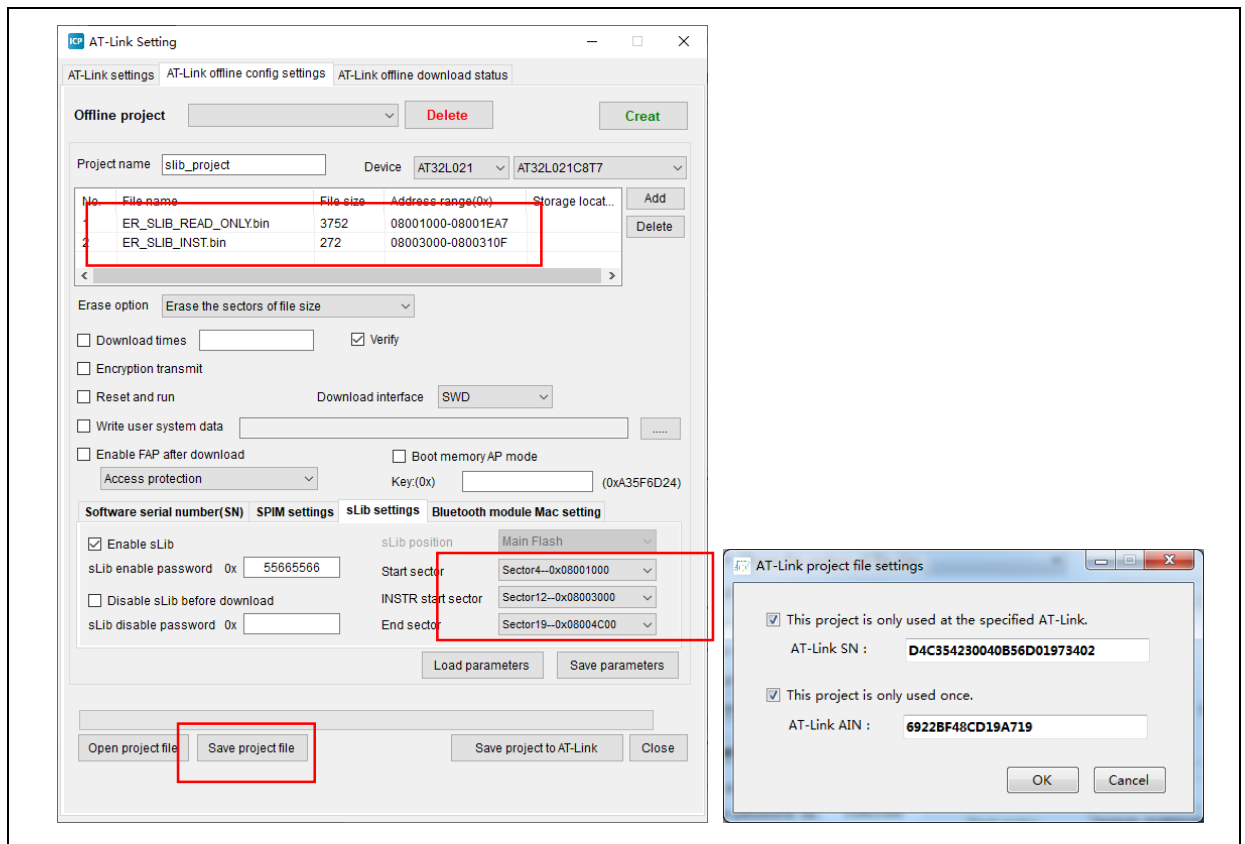 ICP AT-Link Setting
AT-Link settings AT-Link offline config settings AT-Link offline download status
Offline project Delete Creat
Project name slib_project Device AT32L021 AT32L021C8T7
No. File name File size Address range(0x) Storage locat... Add
1 ER_SLIB_READ_ONLY.bin 3752 08001000-08001EA7 Delete
2 ER_SLIB_INST.bin 272 08003000-0800310F
Erase option Erase the sectors of file size
Download times Verify
Encryption transmit
Reset and run Download interface SWD
Write user system data .....
Enable FAP after download Boot memory AP mode
Access protection Key:(0x) (0xA35F6D24)
Software serial number(SN) SPIM settings sLib settings Bluetooth module Mac setting
Enable sLib sLib position Main Flash
sLib enable password 0x 55665566 Start sector Sector4--0x08001000
Disable sLib before download INSTR start sector Sector12--0x08003000
sLib disable password 0x End sector Sector19--0x08004C00
Load parameters Save parameters
Open project file Save project file Save project to AT-Link Close
AT-Link project file settings
This project is only used at the specified AT-Link.
AT-Link SN : D4C354230040B56D01973402
This project is only used once.
AT-Link AIN : 6922BF48CD19A719
OK Cancel